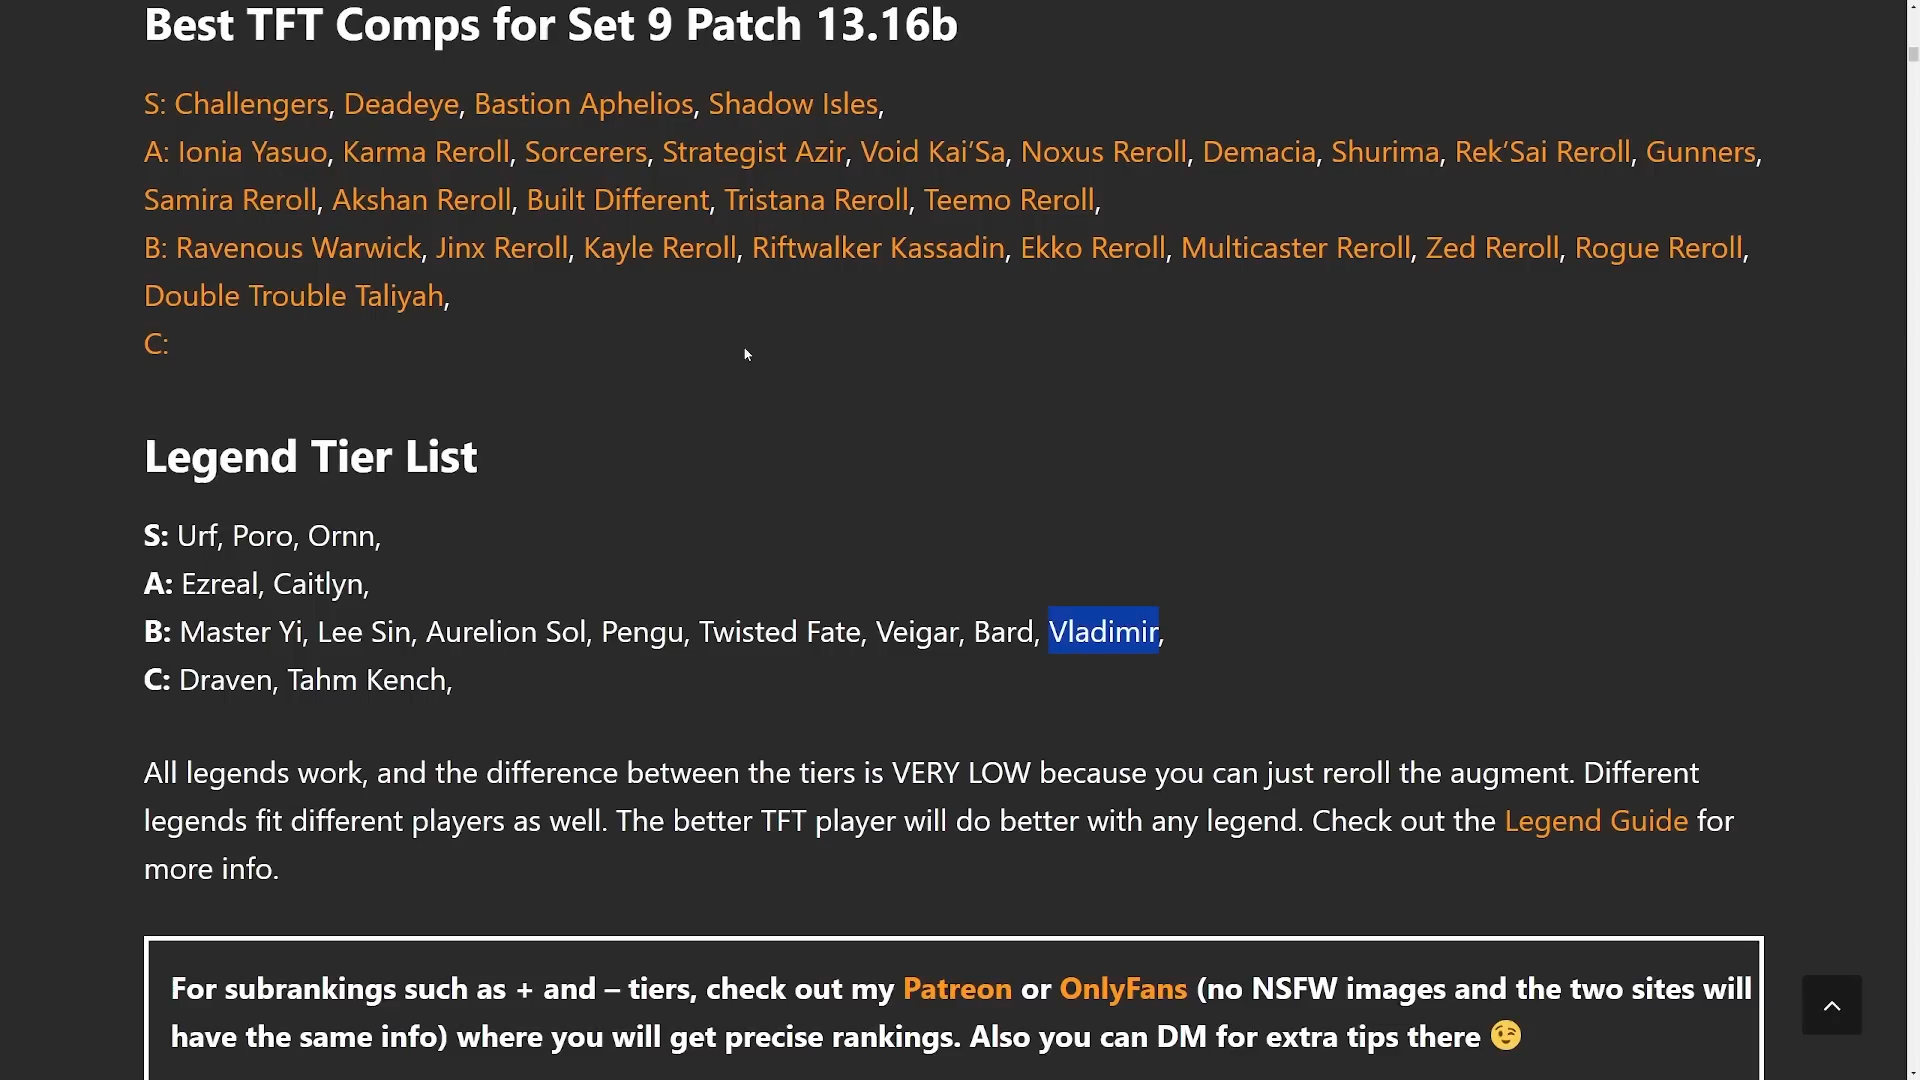 Best TFT Comps for Set 9 Patch 13.16b
S: Challengers, Deadeye, Bastion Aphelios, Shadow Isles,
A: Ionia Yasuo, Karma Reroll, Sorcerers, Strategist Azir, Void Kai’Sa, Noxus Reroll, Demacia, Shurima, Rek’Sai Reroll, Gunners,
Samira Reroll, Akshan Reroll, Built Different, Tristana Reroll, Teemo Reroll,
B: Ravenous Warwick, Jinx Reroll, Kayle Reroll, Riftwalker Kassadin, Ekko Reroll, Multicaster Reroll, Zed Reroll, Rogue Reroll,
Double Trouble Taliyah,
C:
Legend Tier List
S: Urf, Poro, Ornn,
A: Ezreal, Caitlyn,
B: Master Yi, Lee Sin, Aurelion Sol, Pengu, Twisted Fate, Veigar, Bard, Vladimir,
C: Draven, Tahm Kench,
All legends work, and the difference between the tiers is VERY LOW because you can just reroll the augment. Different
legends fit different players as well. The better TFT player will do better with any legend. Check out the Legend Guide for
more info.
For subrankings such as + and – tiers, check out my Patreon or OnlyFans (no NSFW images and the two sites will
have the same info) where you will get precise rankings. Also you can DM for extra tips there 😉